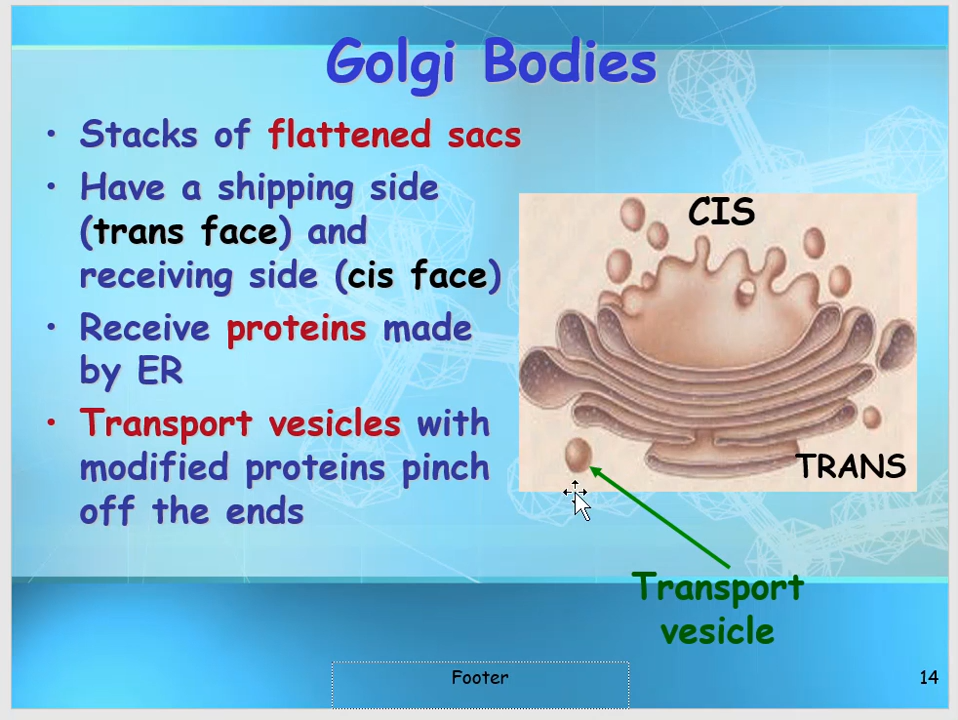 Golgi Bodies
• Stacks of flattened sacs
• Have a shipping side
(trans face) and
receiving side (cis face)
• Receive proteins made
by ER
• Transport vesicles with
modified proteins pinch
off the ends
CIS
TRANS
Transport
vesicle
Footer
14